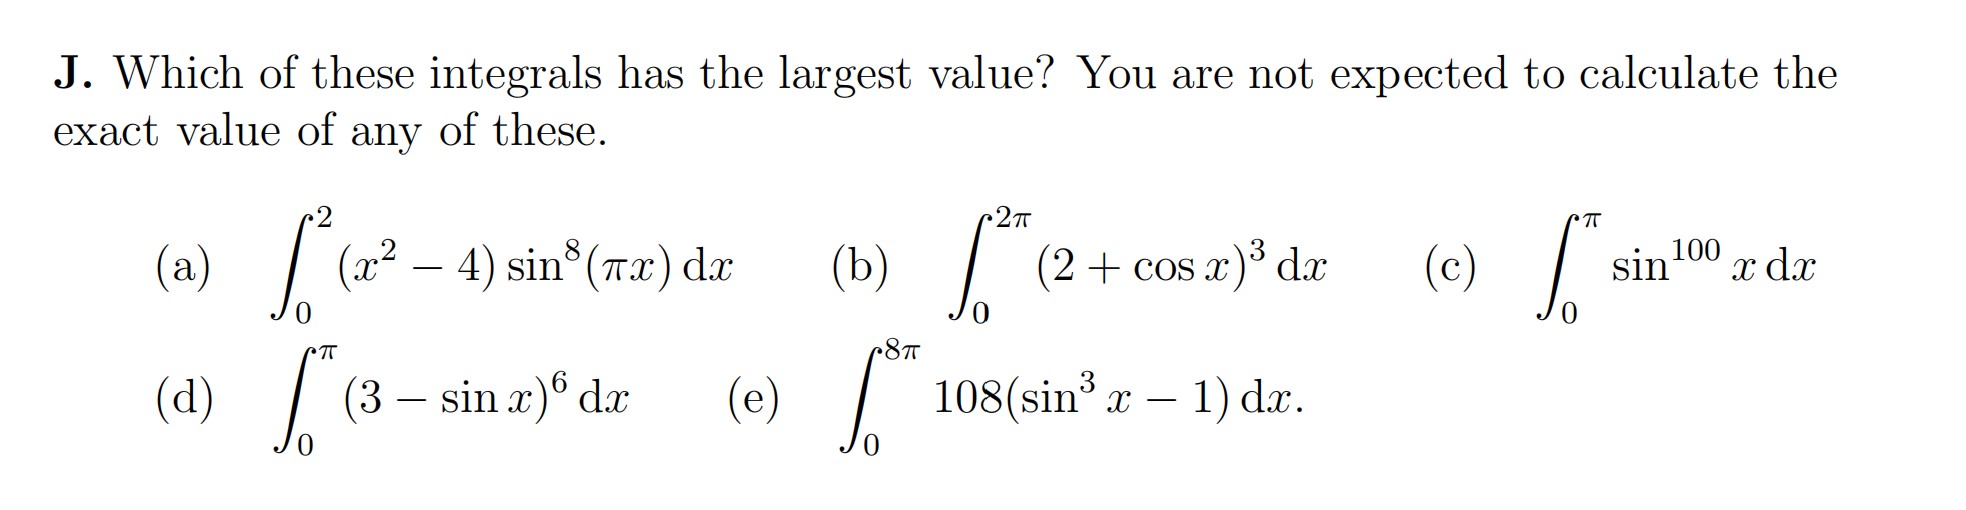 J. Which of these integrals has the largest value? You are not expected to calculate the
exact value of any of these.
(a) ∫₀² (x² − 4) sin⁸(πx) dx (b) ∫₀^{2π} (2 + cos x)³ dx (c) ∫₀^π sin¹⁰⁰ x dx
(d) ∫₀^π (3 − sin x)⁶ dx (e) ∫₀^{8π} 108(sin³ x − 1) dx.